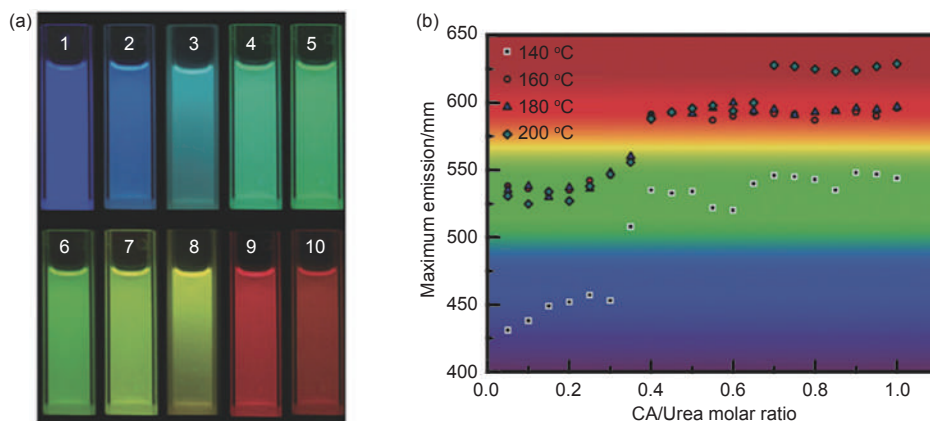 (a)
1 2 3 4 5
6 7 8 9 10
(b)
650
600
550
500
450
400
Maximum emission/mm
140 °C
160 °C
180 °C
200 °C
0.0 0.2 0.4 0.6 0.8 1.0
CA/Urea molar ratio